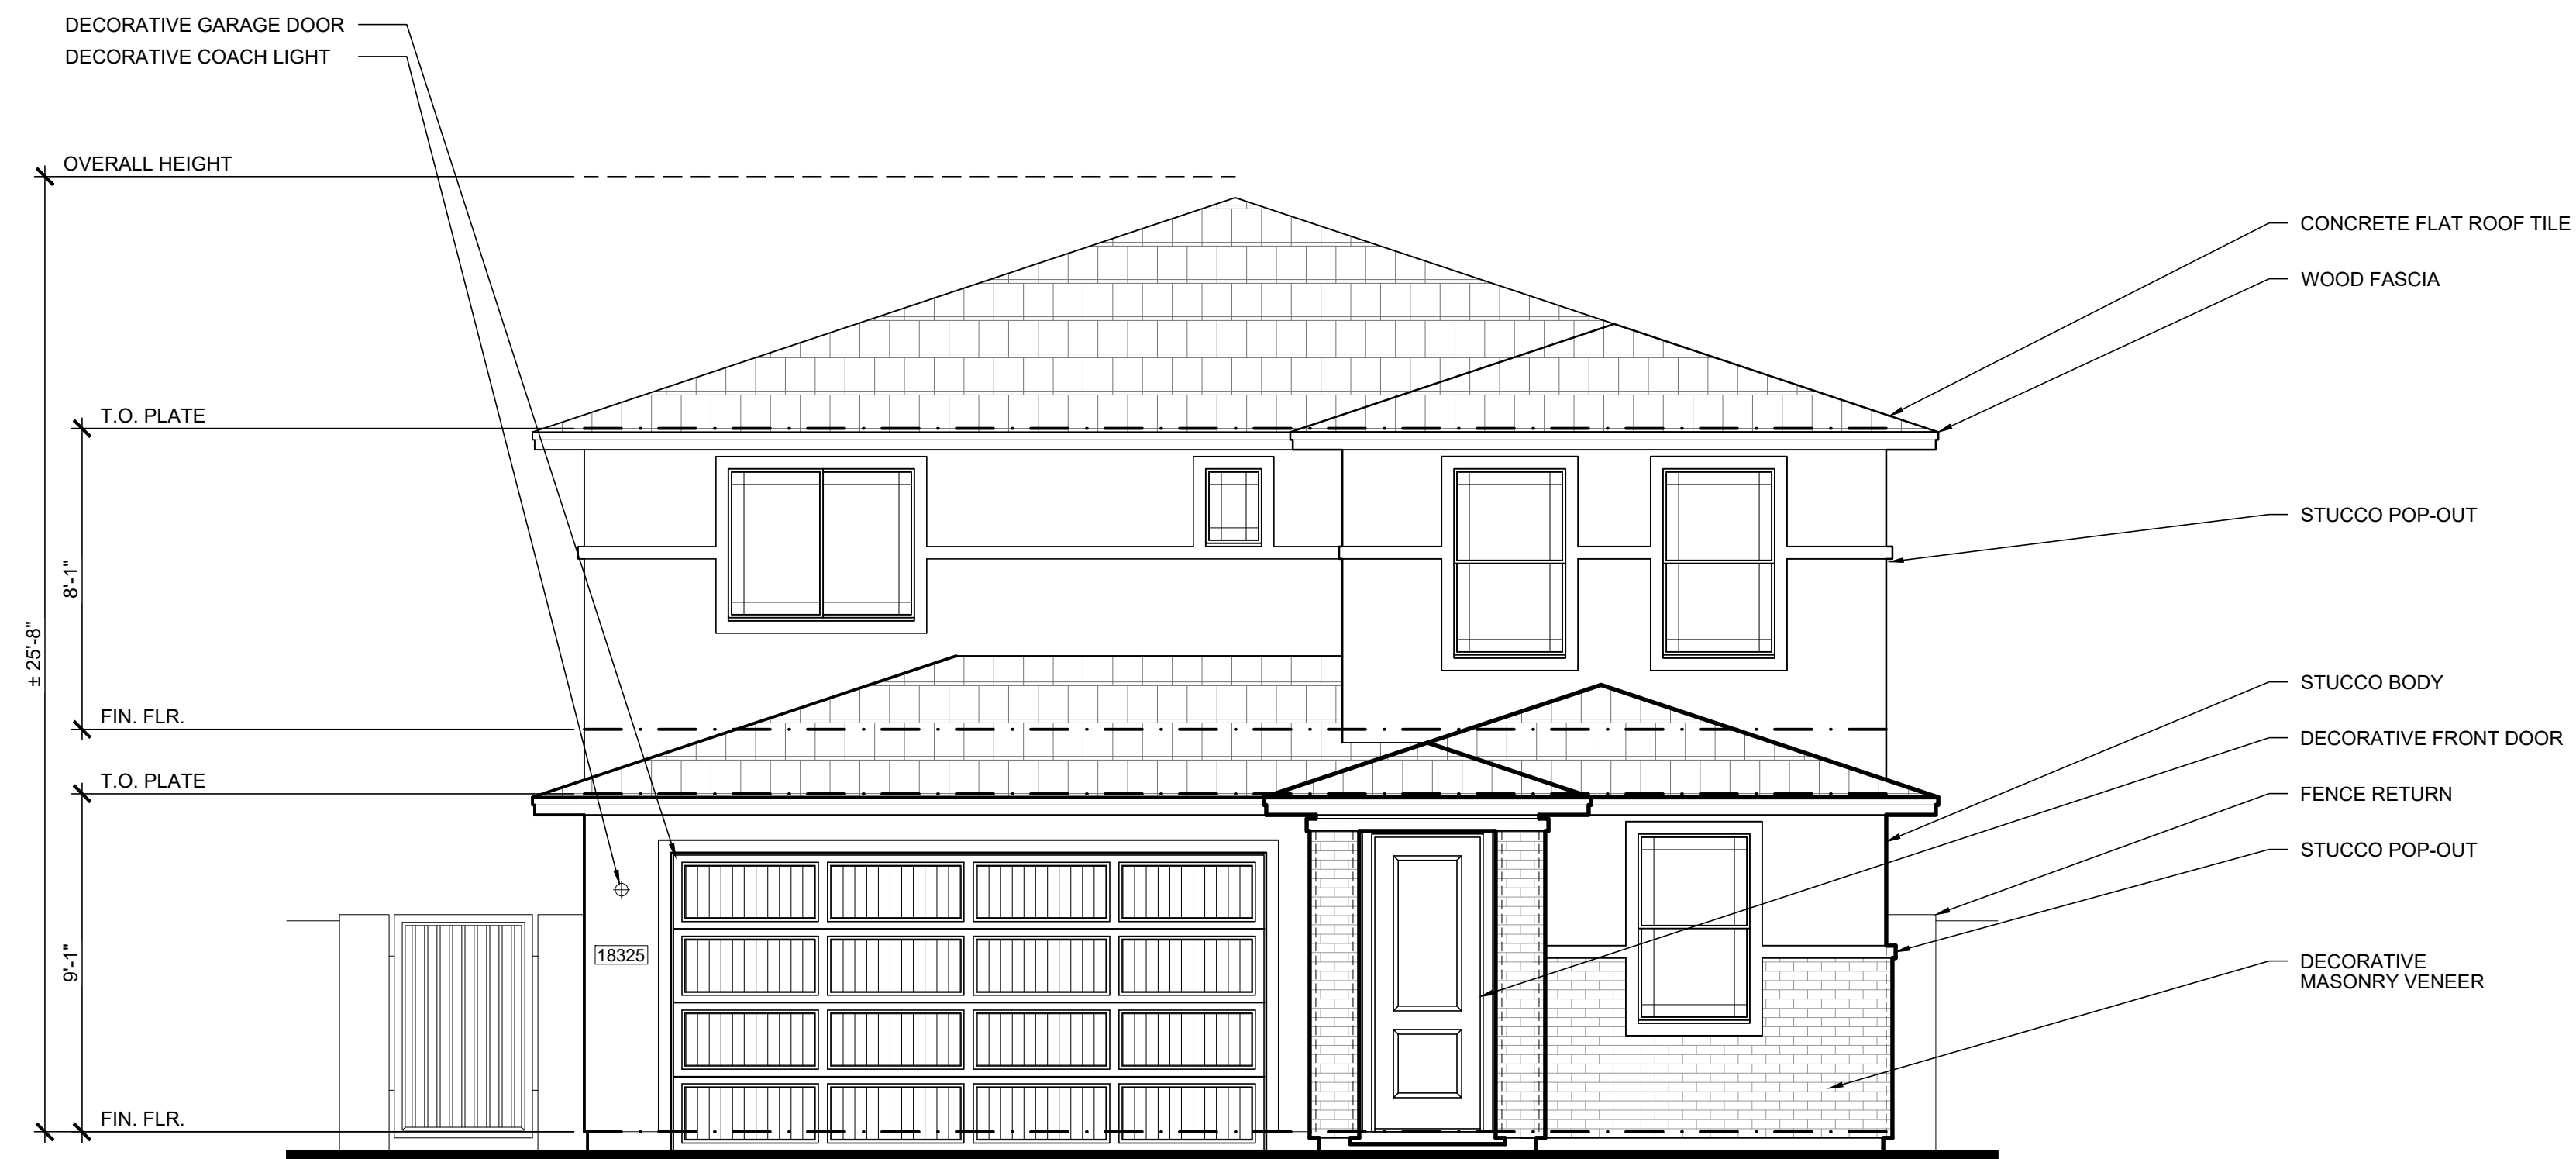 DECORATIVE GARAGE DOOR
DECORATIVE COACH LIGHT
OVERALL HEIGHT
T.O. PLATE
8'-1"
± 25'-8"
FIN. FLR.
T.O. PLATE
9'-1"
FIN. FLR.
18325
CONCRETE FLAT ROOF TILE
WOOD FASCIA
STUCCO POP-OUT
STUCCO BODY
DECORATIVE FRONT DOOR
FENCE RETURN
STUCCO POP-OUT
DECORATIVE
MASONRY VENEER